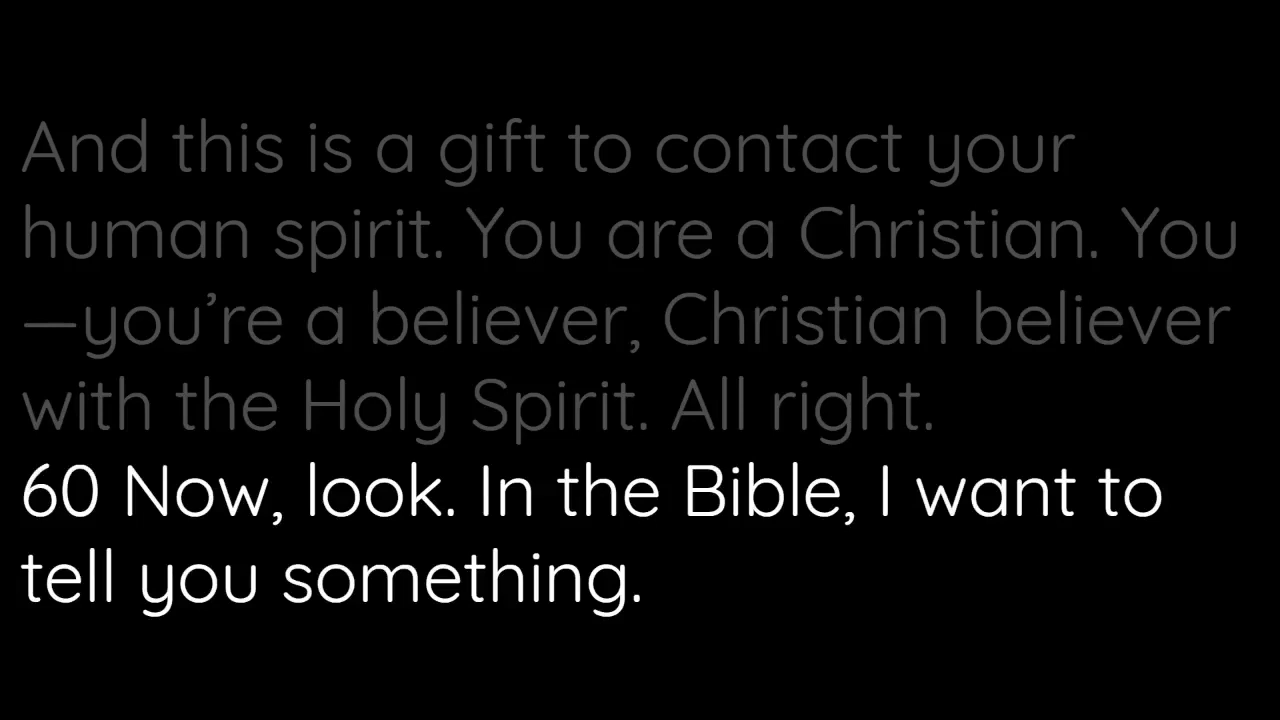 And this is a gift to contact your
human spirit. You are a Christian. You
—you’re a believer, Christian believer
with the Holy Spirit. All right.
60 Now, look. In the Bible, I want to
tell you something.